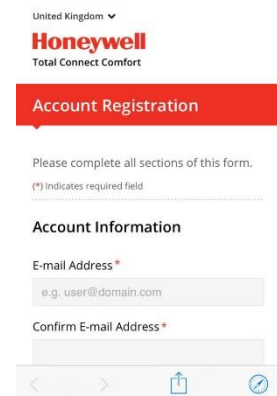 United Kingdom
Honeywell
Total Connect Comfort
Account Registration
Please complete all sections of this form.
(*) Indicates required field
Account Information
E-mail Address*
e.g. user@domain.com
Confirm E-mail Address*